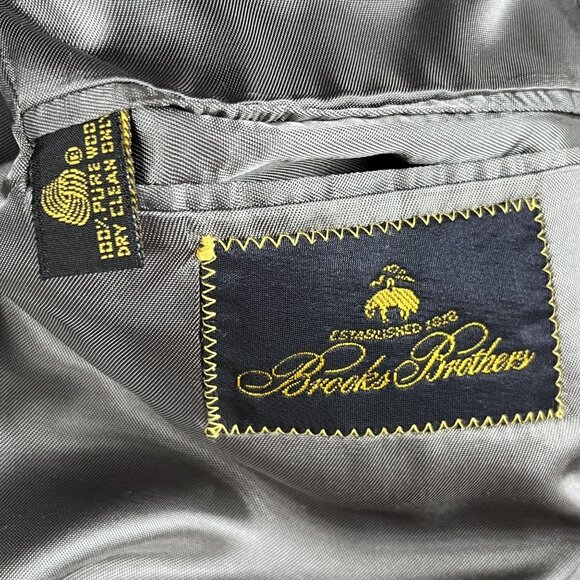 100% PURE WOOL
DRY CLEAN ONLY
ESTABLISHED 1818
Brooks Brothers